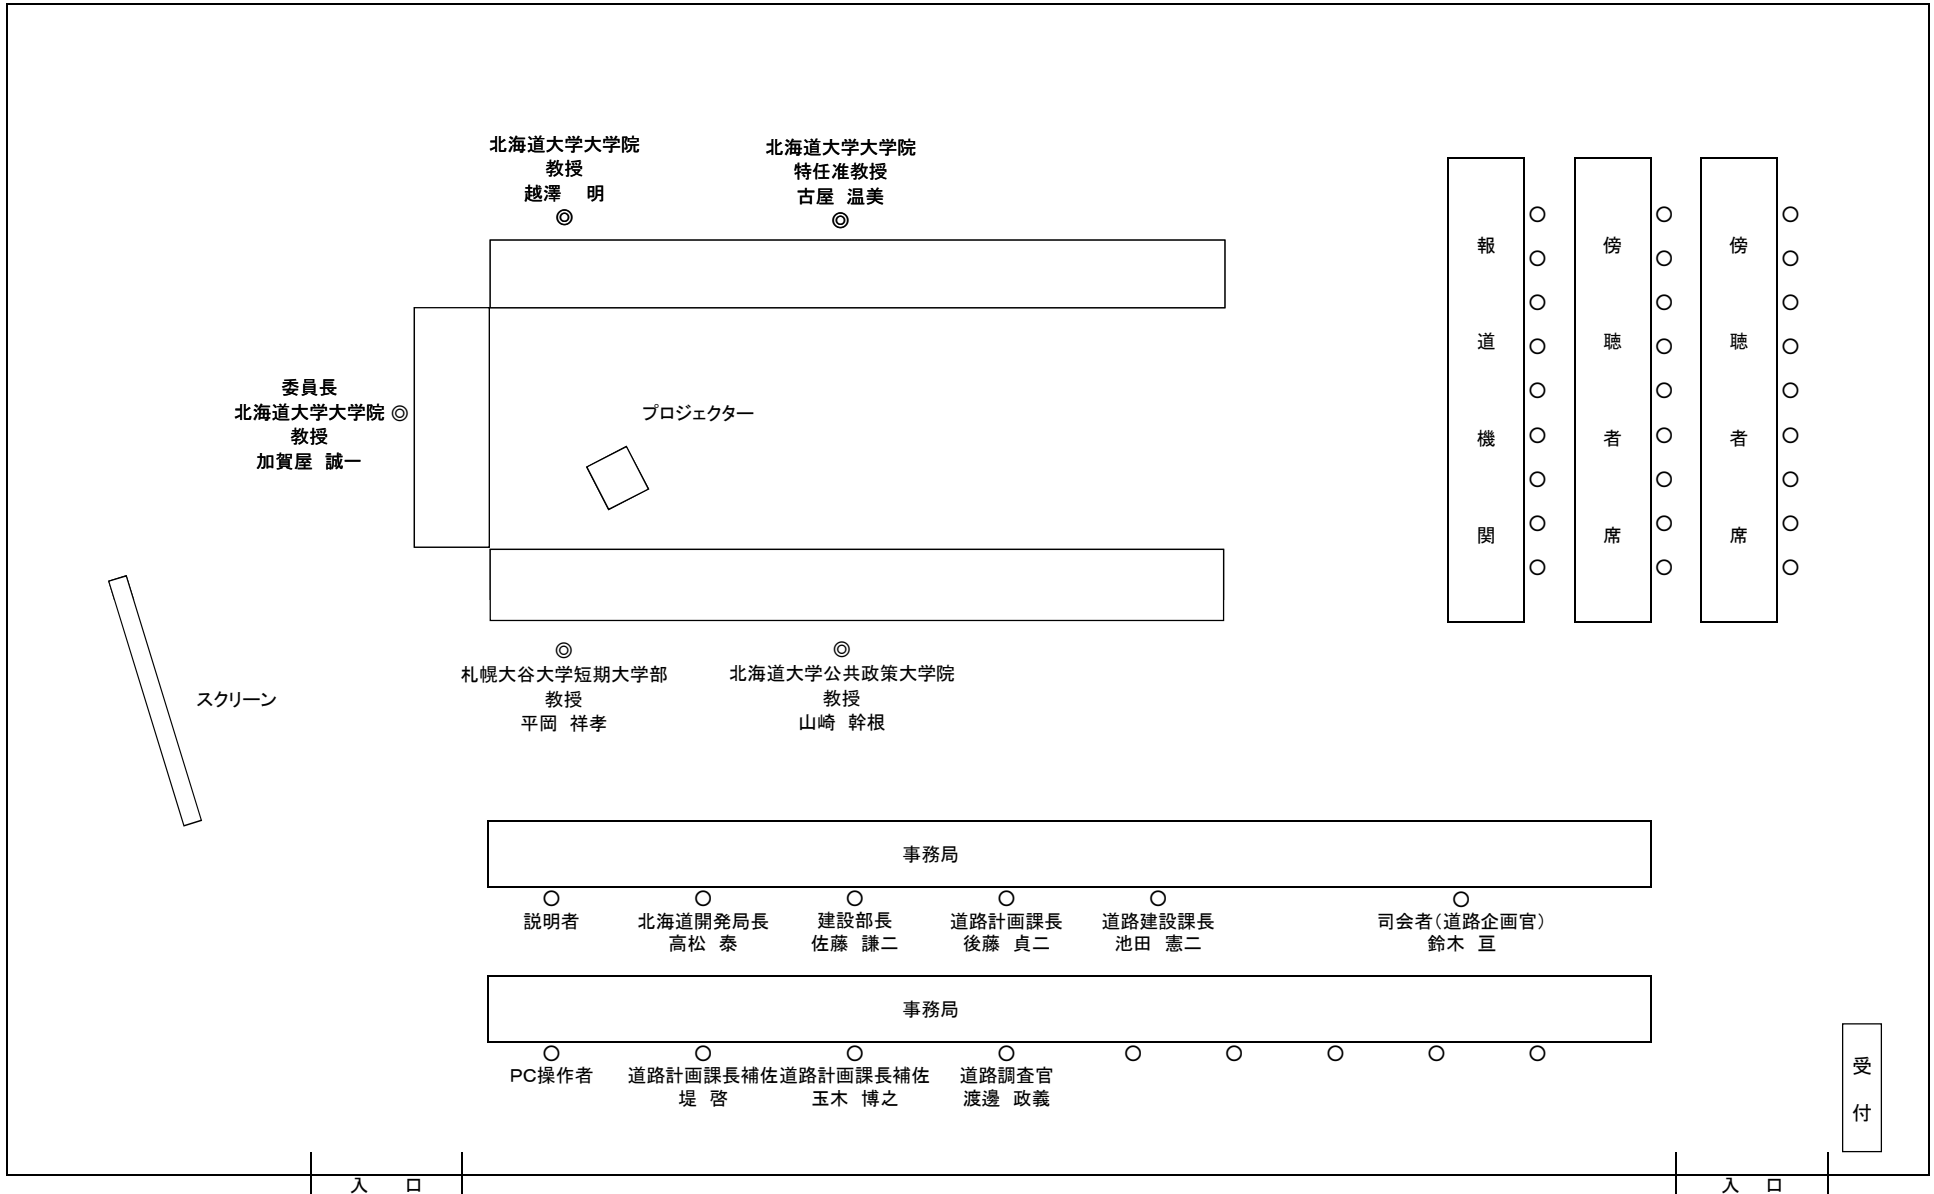 北海道大学大学院
教授
越澤　明
◎
北海道大学大学院
特任准教授
古屋　温美
◎
委員長
北海道大学大学院 ◎
教授
加賀屋　誠一
プロジェクター
報道機関
傍聴者席
傍聴者席
スクリーン
◎
札幌大谷大学短期大学部
教授
平岡　祥孝
◎
北海道大学公共政策大学院
教授
山崎　幹根
事務局
説明者
北海道開発局長
高松　泰
建設部長
佐藤　謙二
道路計画課長
後藤　貞二
道路建設課長
池田　憲二
司会者（道路企画官）
鈴木　亘
事務局
PC操作者
道路計画課長補佐
堤　啓
道路計画課長補佐
玉木　博之
道路調査官
渡邊　政義
受付
入　口
入　口